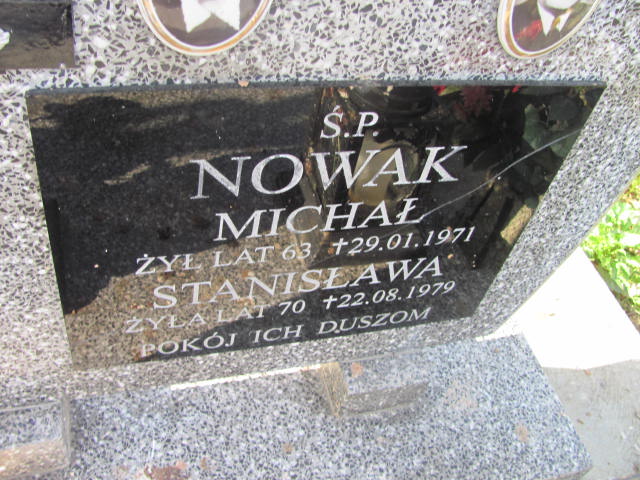 Ś.P.
NOWAK
MICHAŁ
ŻYŁ LAT 63 ✝29.01.1971
STANISŁAWA
ŻYŁA LAT 70 ✝22.08.1979
POKÓJ ICH DUSZOM